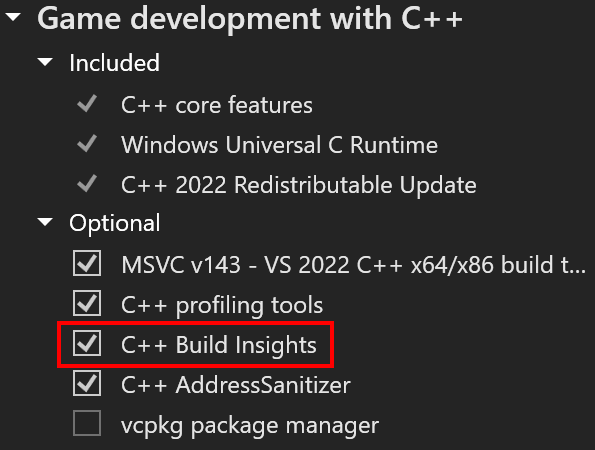 Game development with C++
Included
C++ core features
Windows Universal C Runtime
C++ 2022 Redistributable Update
Optional
MSVC v143 - VS 2022 C++ x64/x86 build t...
C++ profiling tools
C++ Build Insights
C++ AddressSanitizer
vcpkg package manager